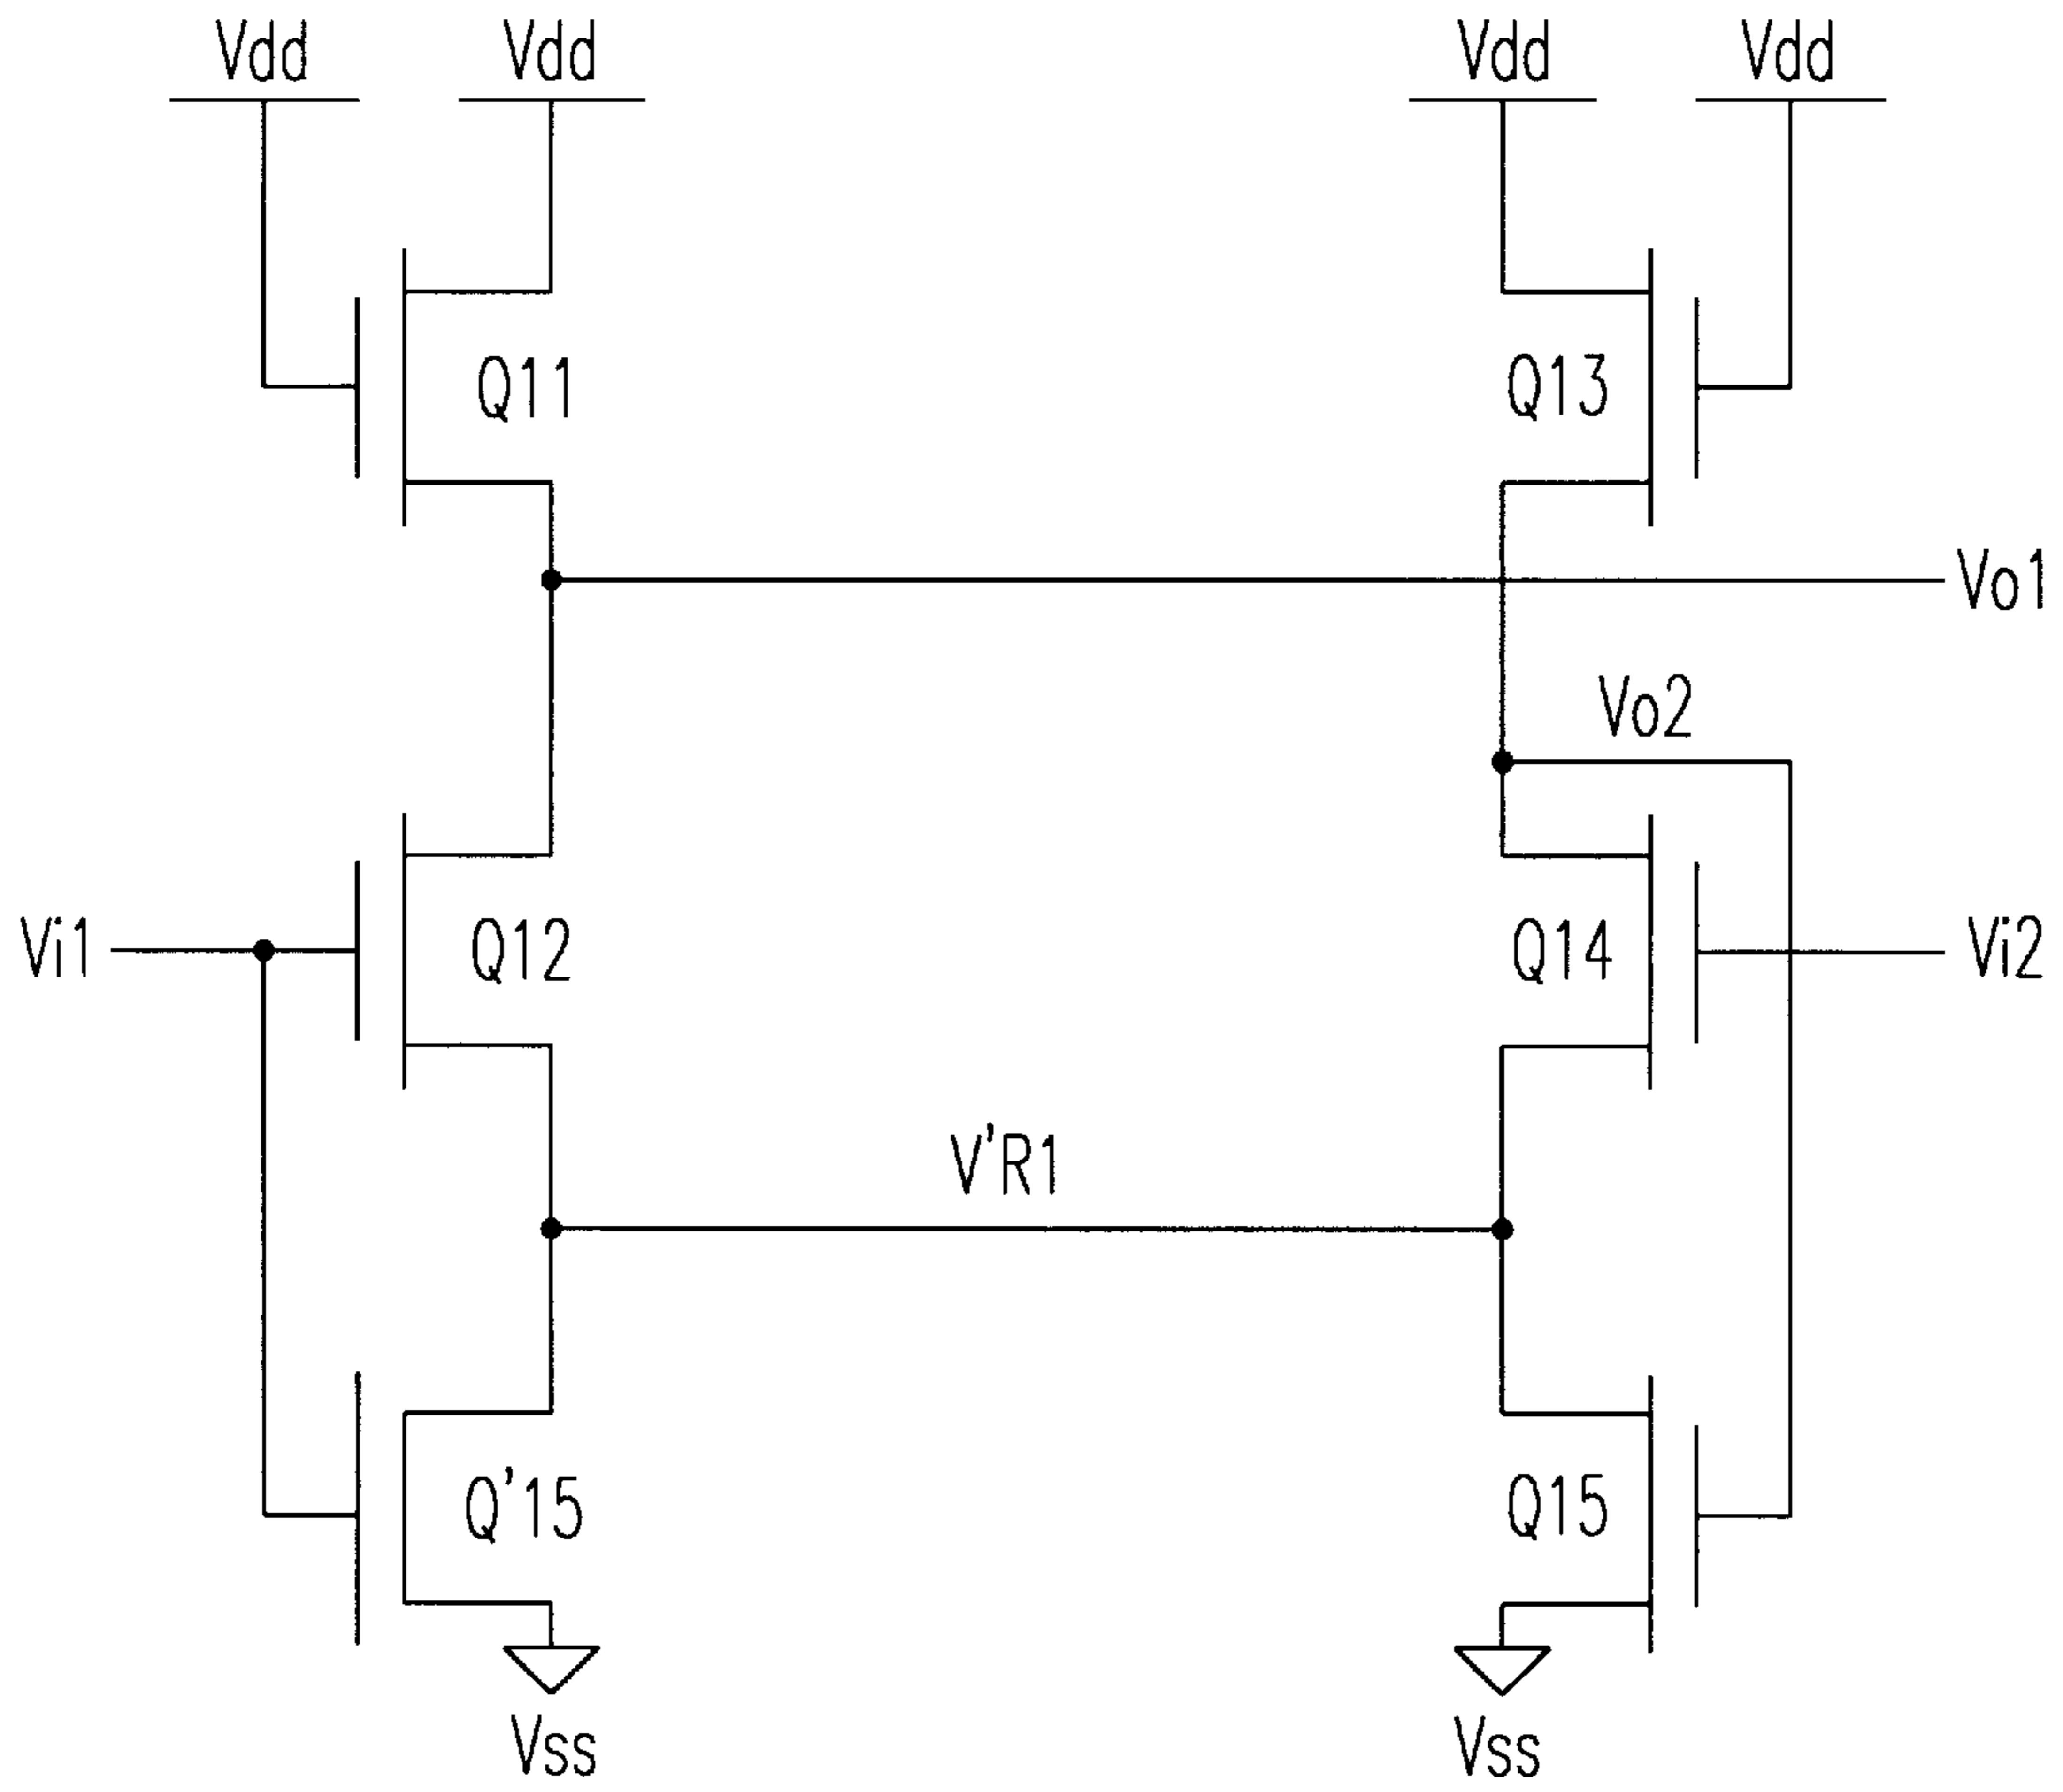 Vdd Vdd Vdd Vdd
Q11 Q13
Vo1
Vo2
Vi1 Q12 Q14 Vi2
V'R1
Q'15 Q15
Vss Vss